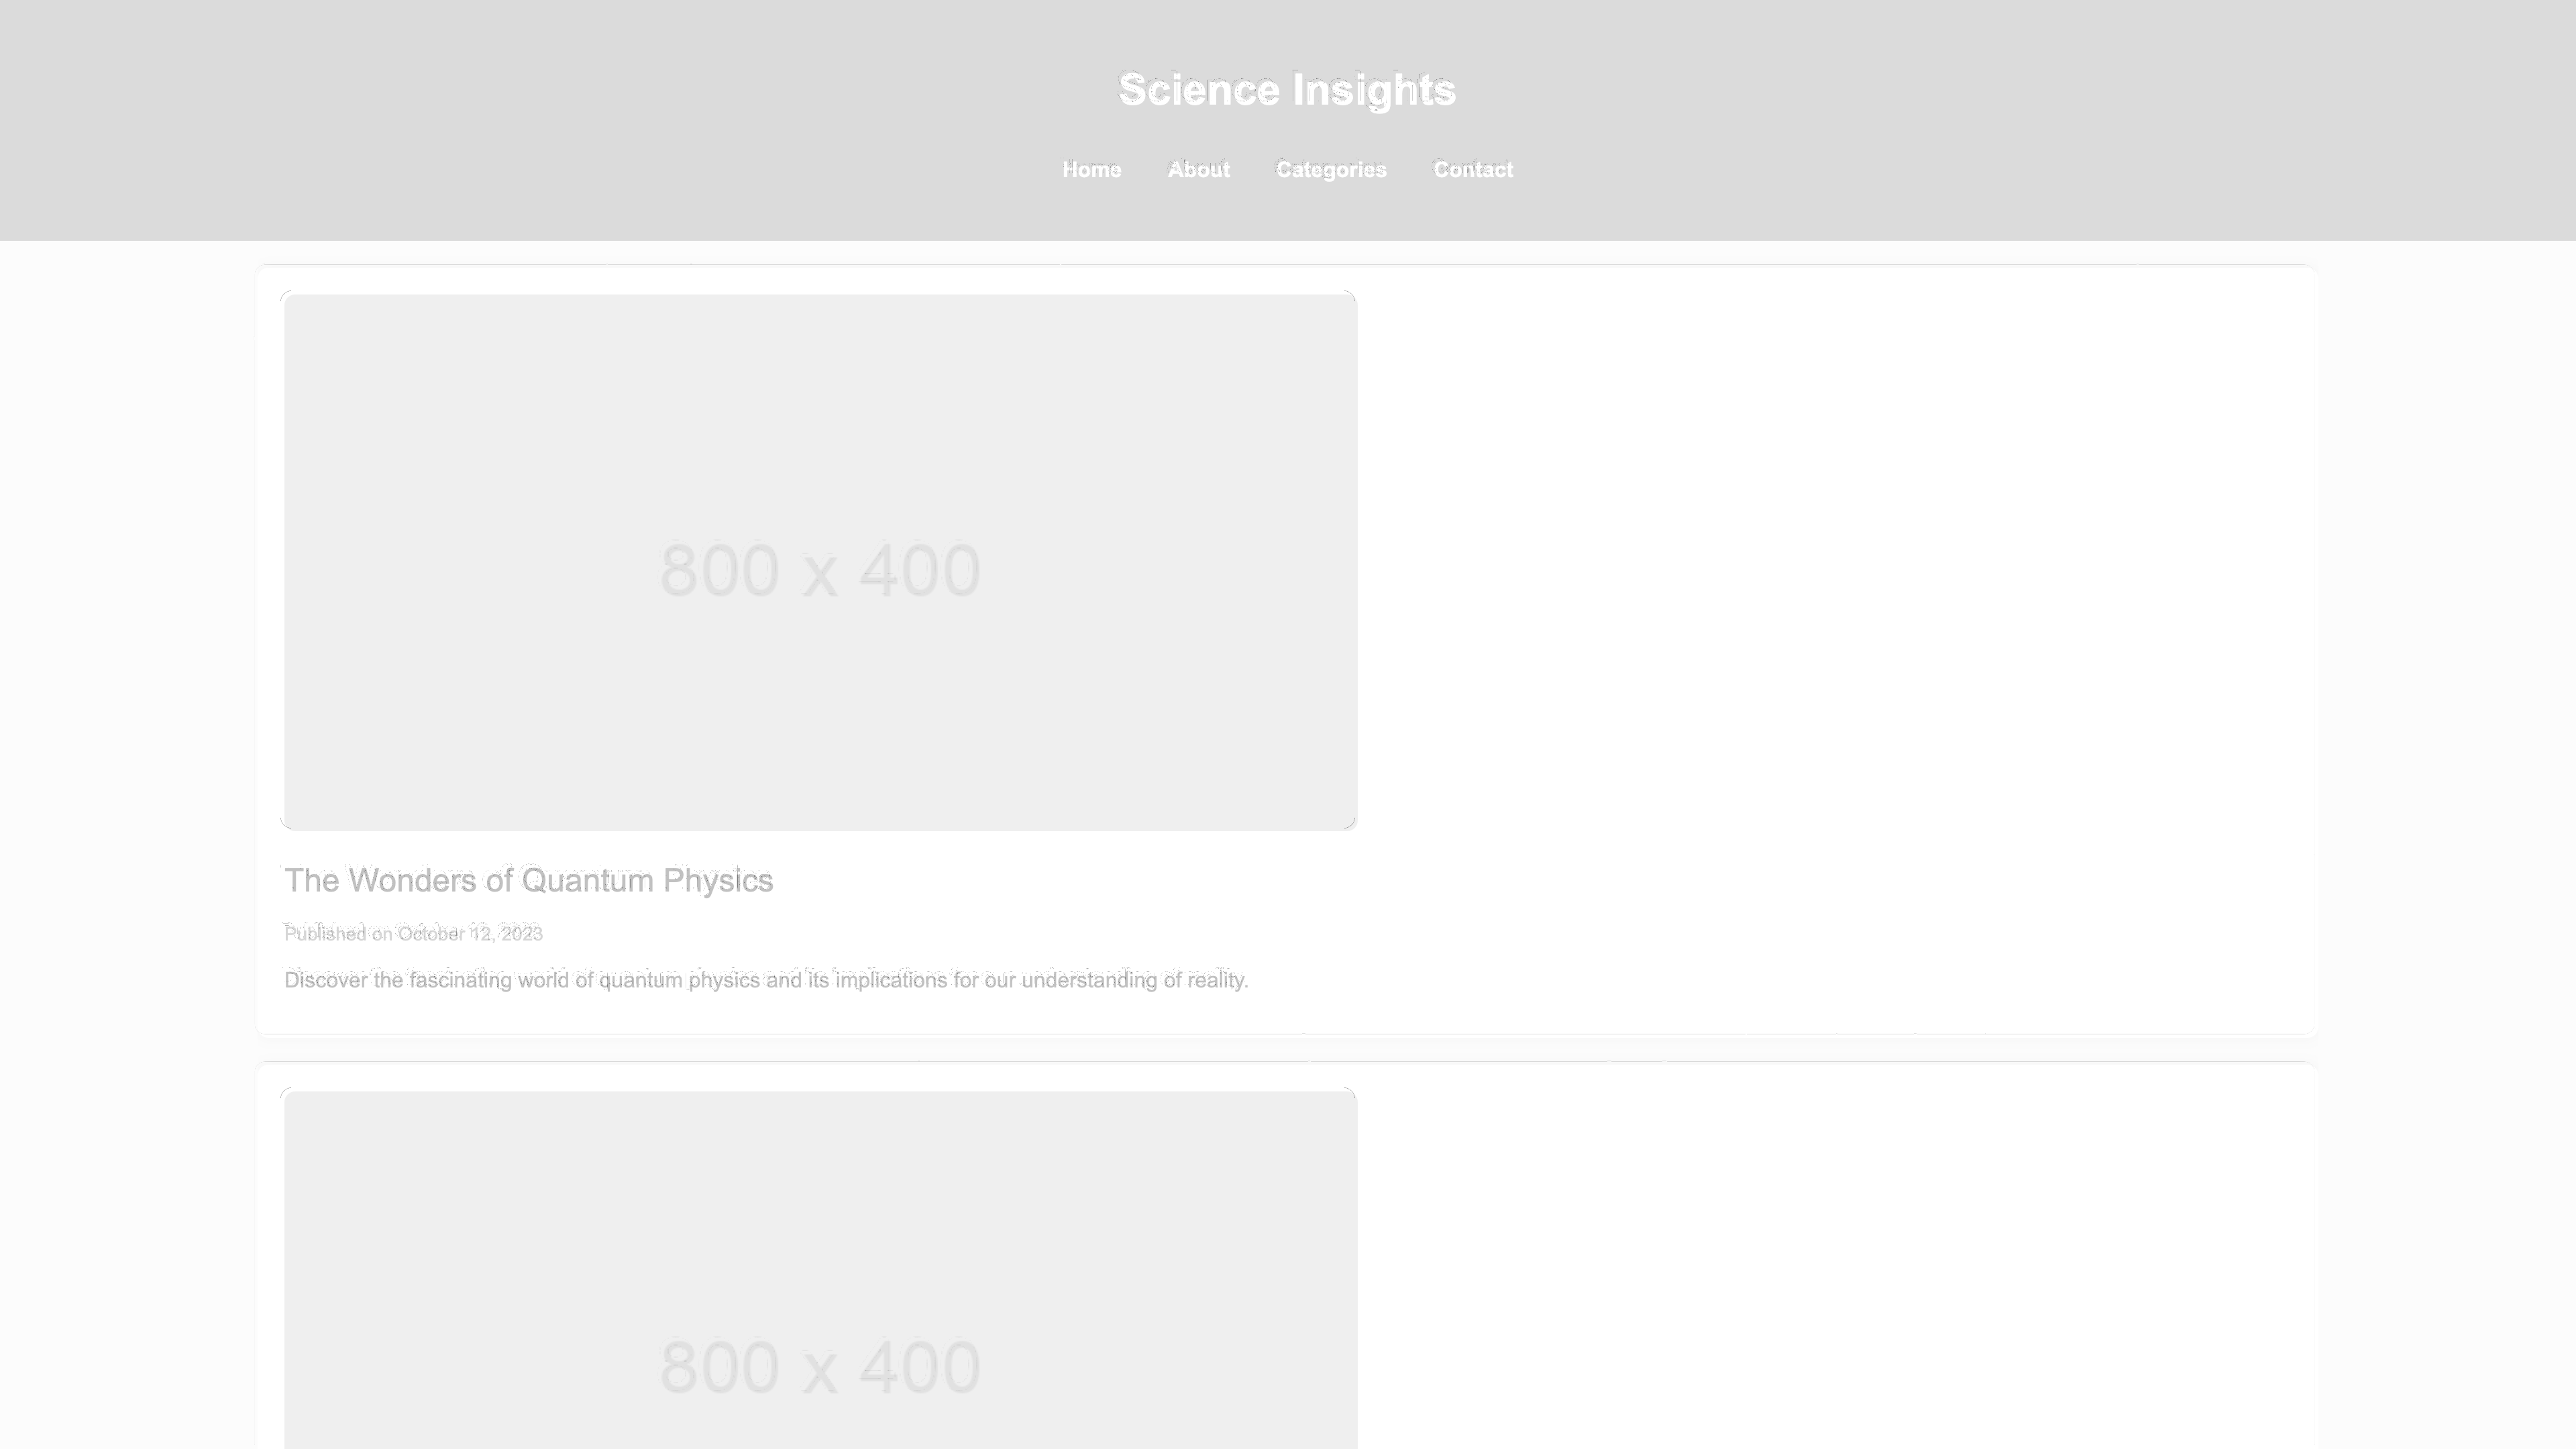 Science Insights
Home About Categories Contact
800 x 400
The Wonders of Quantum Physics
Published on October 12, 2023
Discover the fascinating world of quantum physics and its implications for our understanding of reality.
800 x 400